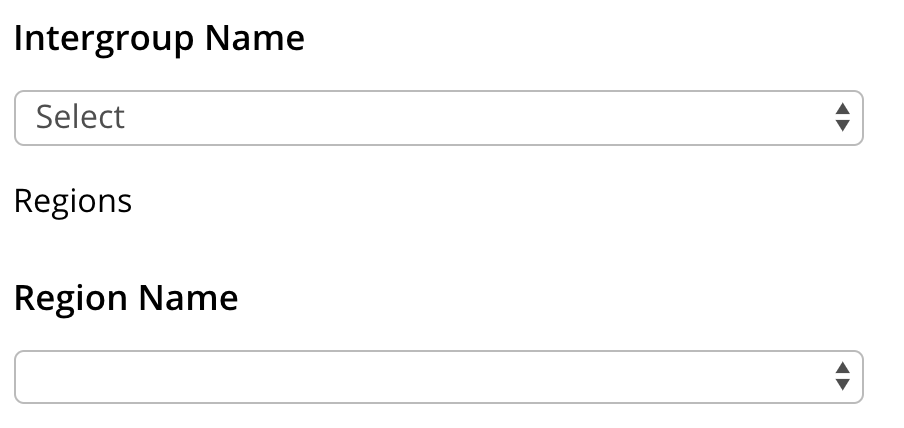 Intergroup Name
Select
Regions
Region Name